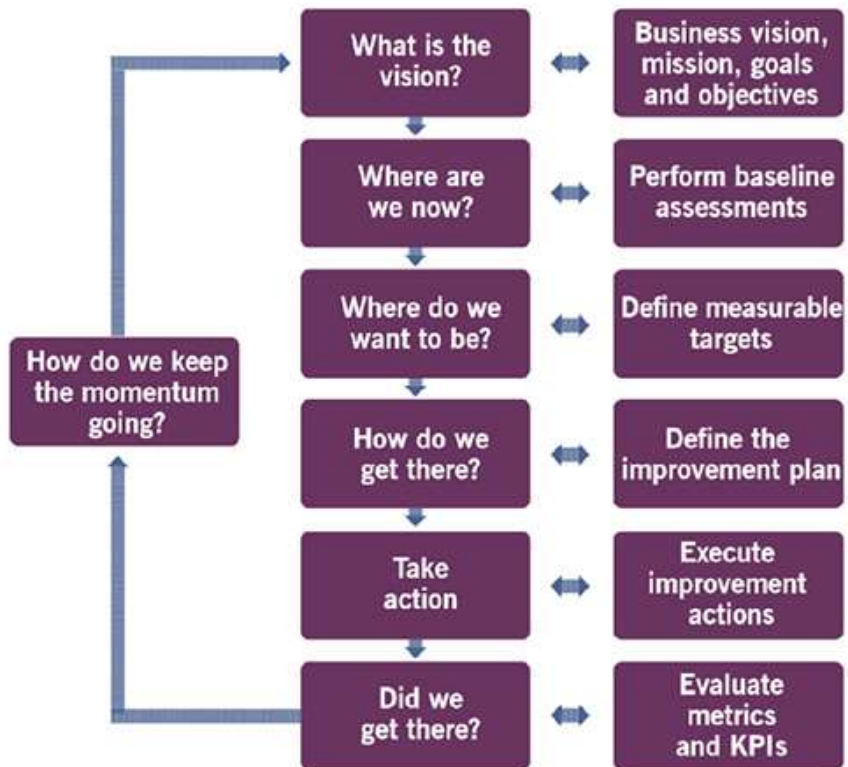 What is the
vision?
Business vision,
mission, goals
and objectives
Where are
we now?
Perform baseline
assessments
Where do we
want to be?
Define measurable
targets
How do we keep
the momentum
going?
How do we
get there?
Define the
improvement plan
Take
action
Execute
improvement
actions
Did we
get there?
Evaluate
metrics
and KPIs